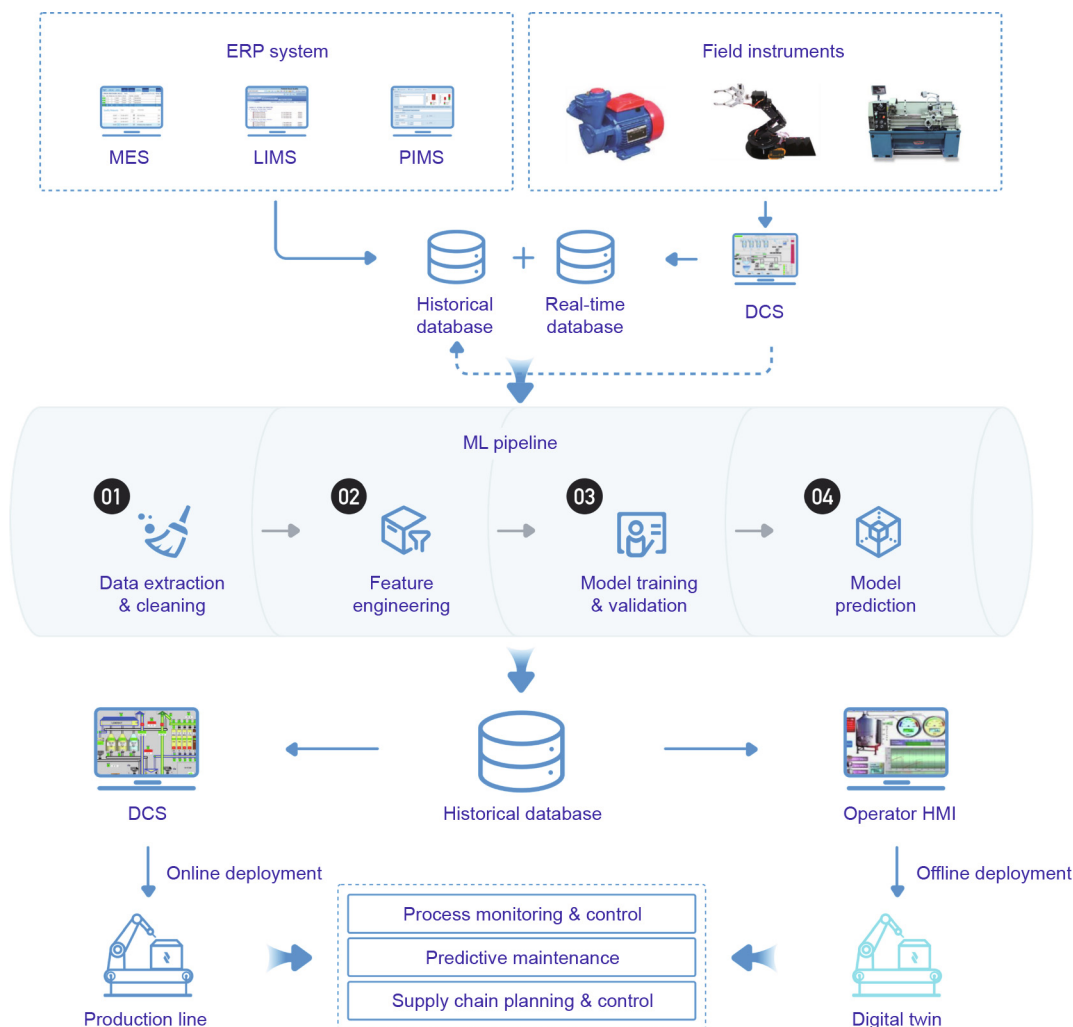 ERP system
Field instruments
MES
LIMS
PIMS
Historical
database
Real-time
database
DCS
ML pipeline
01
Data extraction
& cleaning
02
Feature
engineering
03
Model training
& validation
04
Model
prediction
DCS
Historical database
Operator HMI
Online deployment
Offline deployment
Process monitoring & control
Predictive maintenance
Supply chain planning & control
Production line
Digital twin